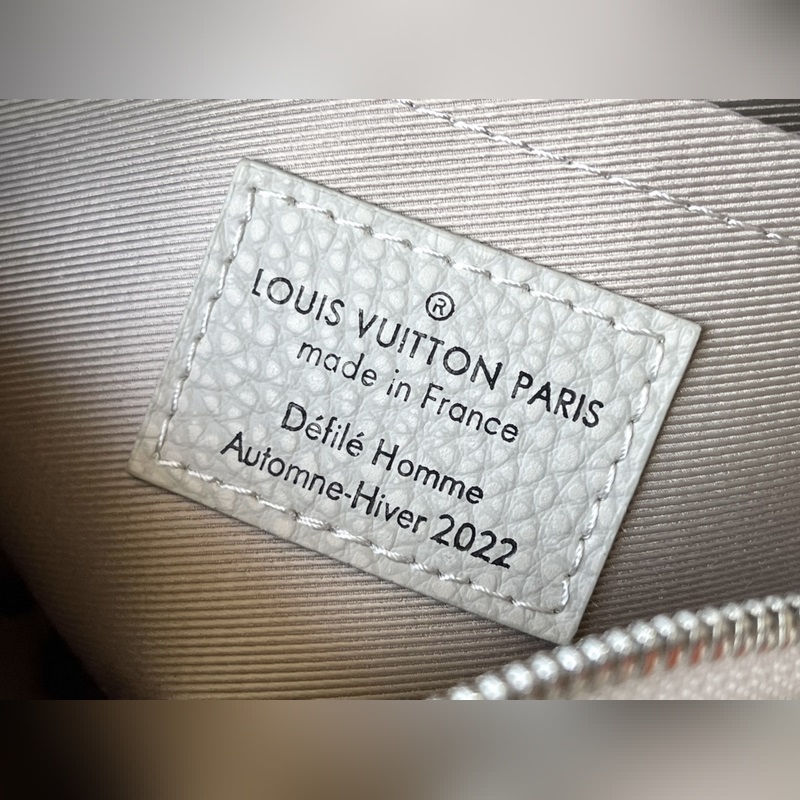 ®
LOUIS VUITTON PARIS
made in France
Défilé Homme
Automne-Hiver 2022